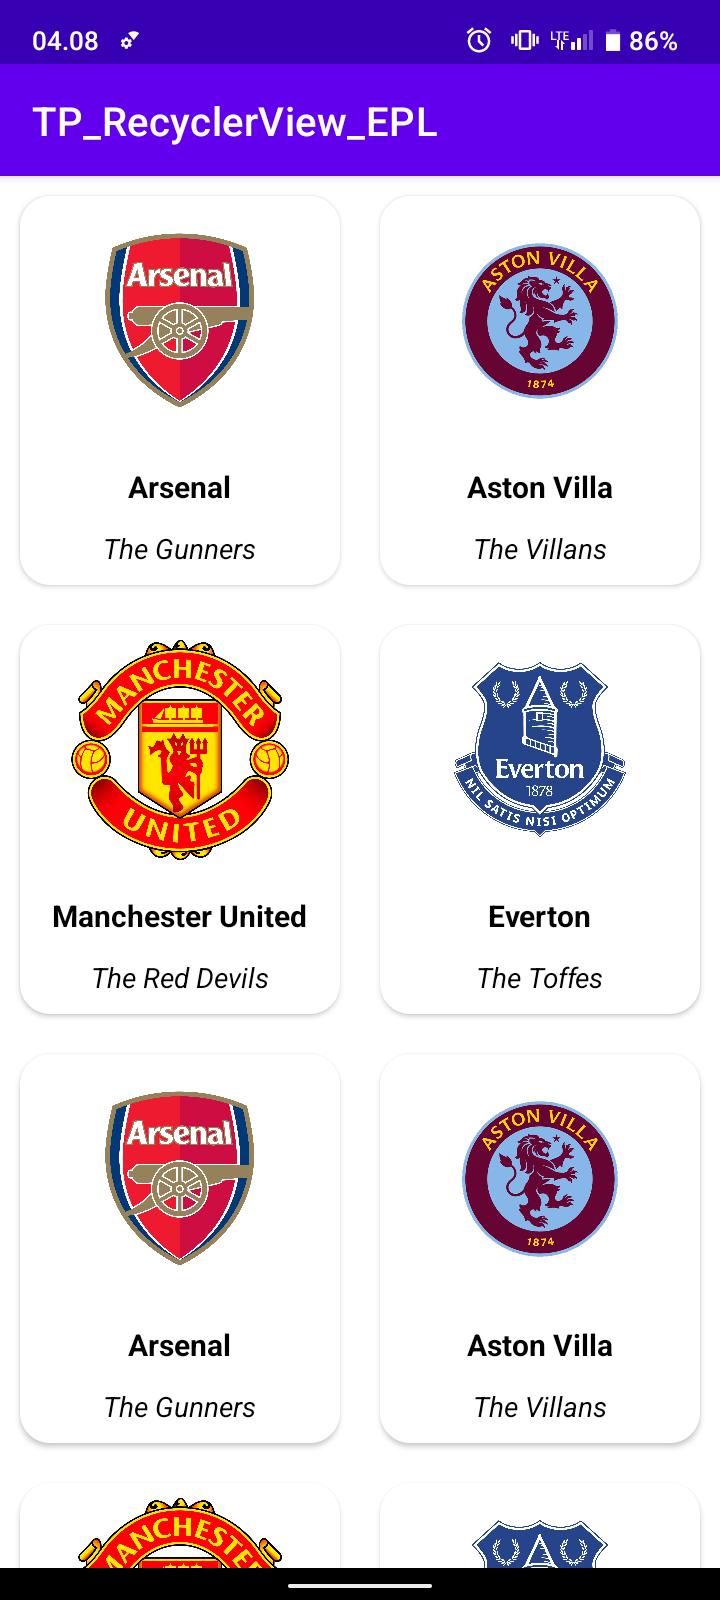 04.08 LTE 86%
TP_RecyclerView_EPL
Arsenal
ASTON VILLA
1874
Arsenal Aston Villa
The Gunners The Villans
MANCHESTER
UNITED
Everton
1878
NIL SATIS NISI OPTIMUM
Manchester United Everton
The Red Devils The Toffes
Arsenal
ASTON VILLA
1874
Arsenal Aston Villa
The Gunners The Villans
MANCHESTER